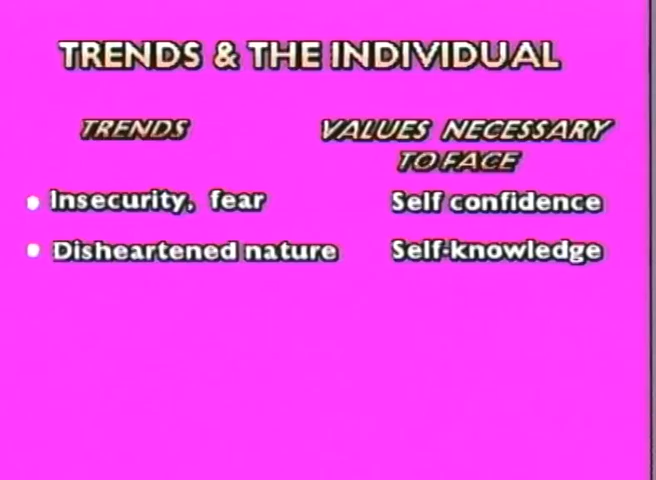 TRENDS & THE INDIVIDUAL
TRENDS
VALUES NECESSARY
TO FACE
• Insecurity, fear
Self confidence
• Disheartened nature
Self-knowledge